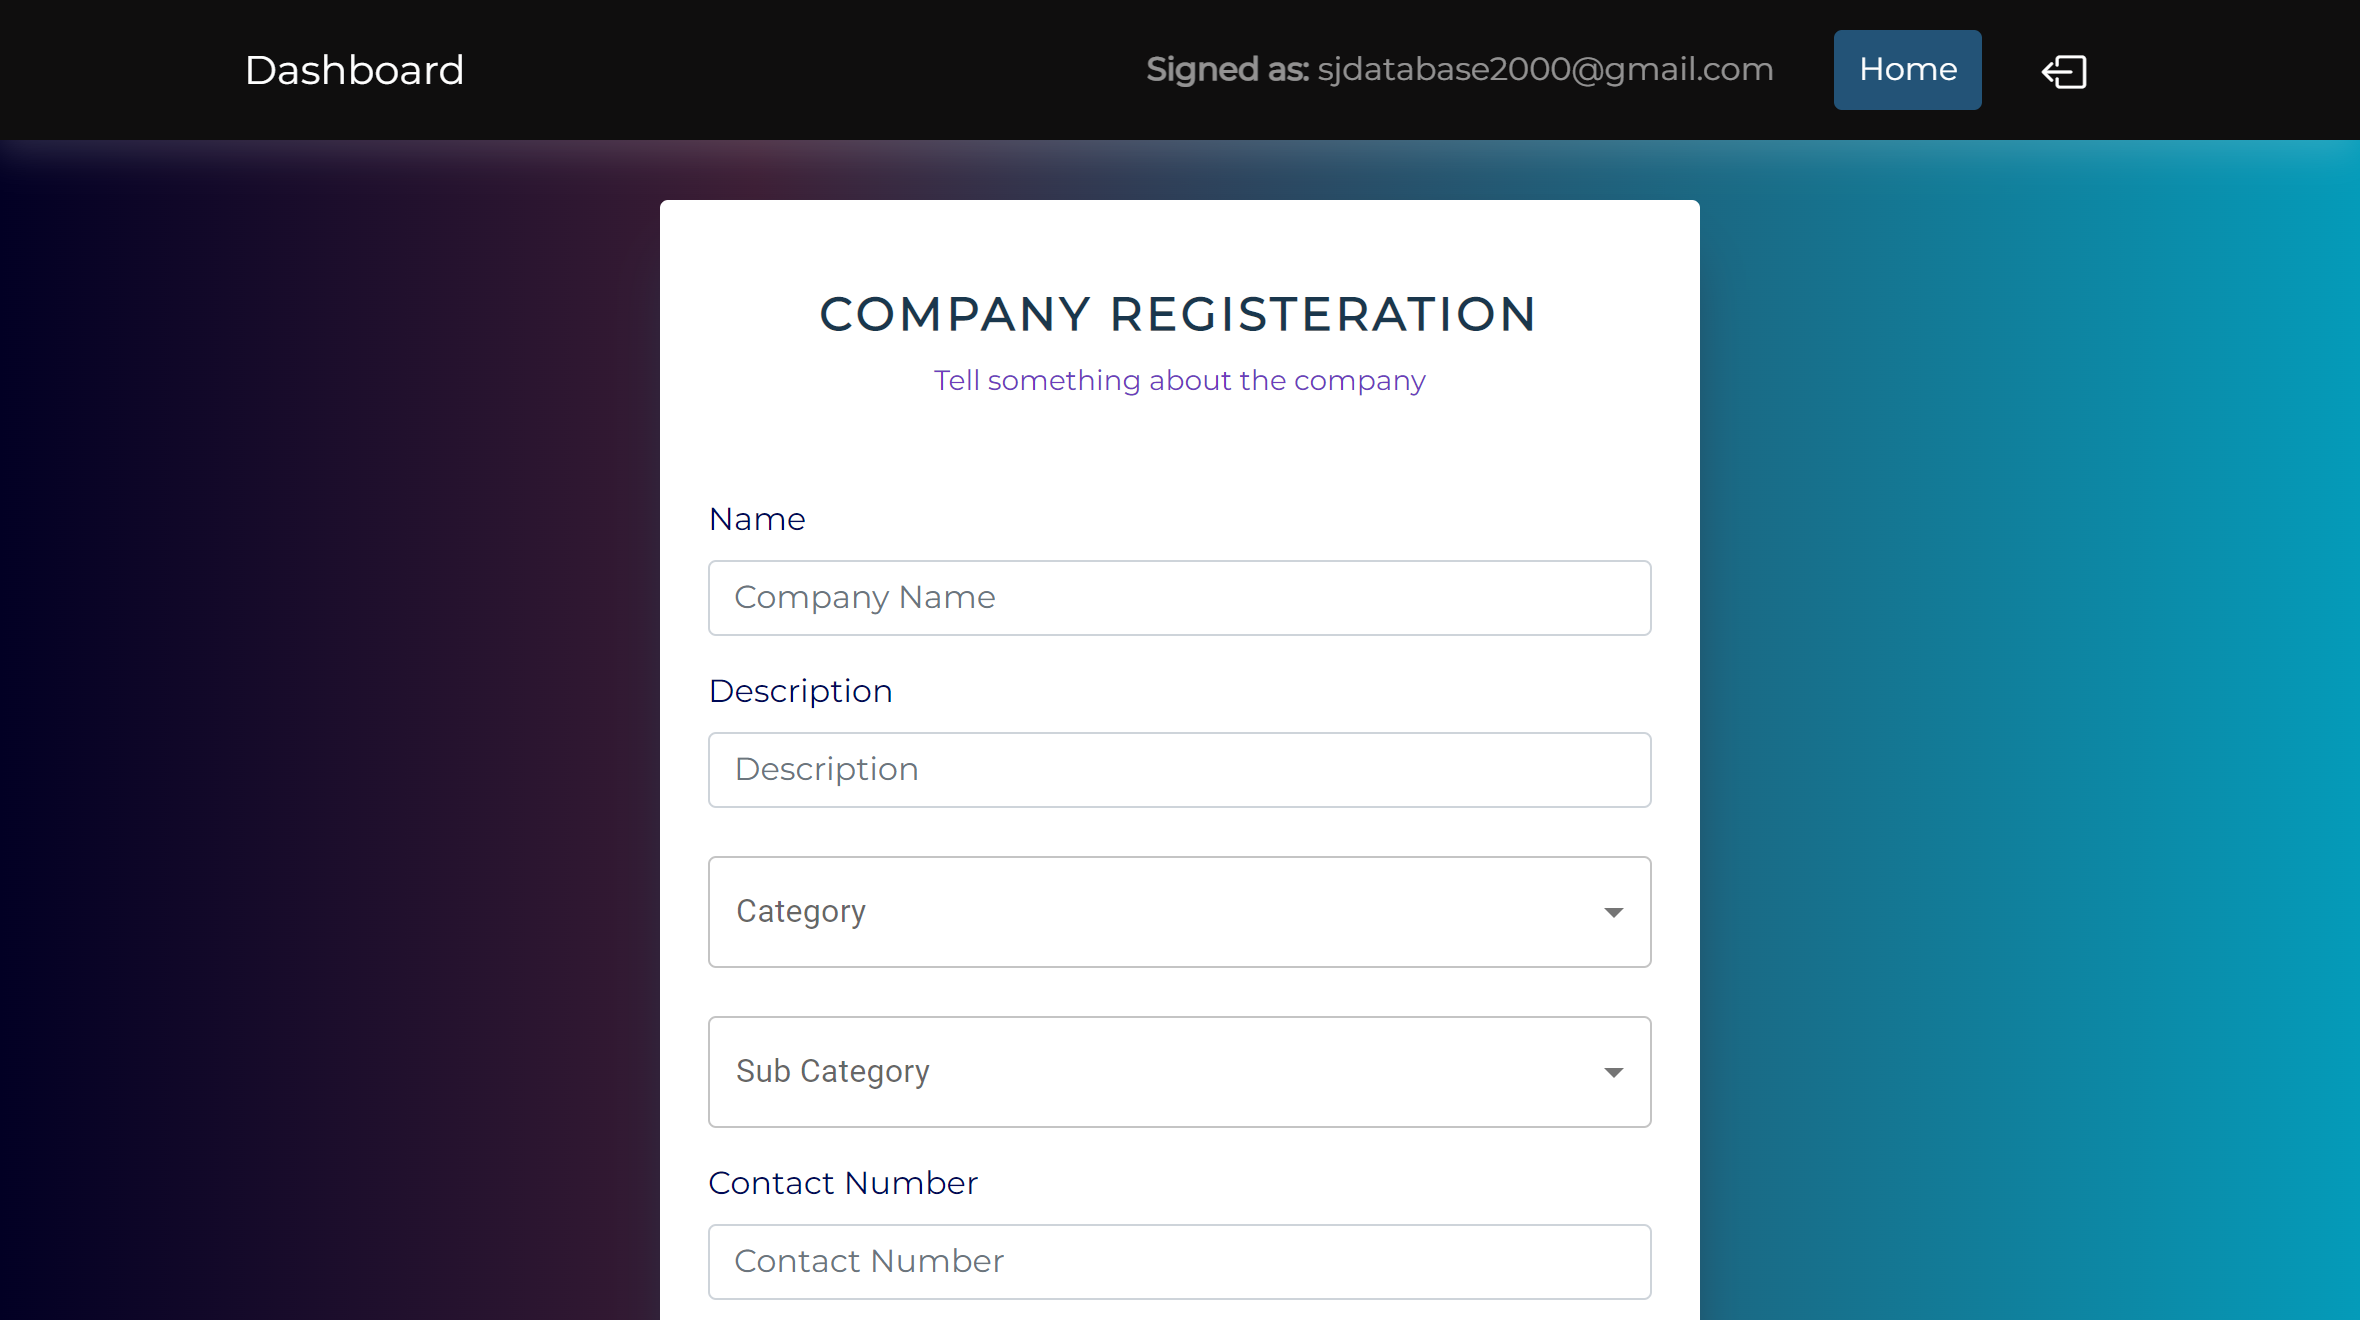 Dashboard
Signed as: sjdatabase2000@gmail.com
Home
COMPANY REGISTERATION
Tell something about the company
Name
Company Name
Description
Description
Category
Sub Category
Contact Number
Contact Number